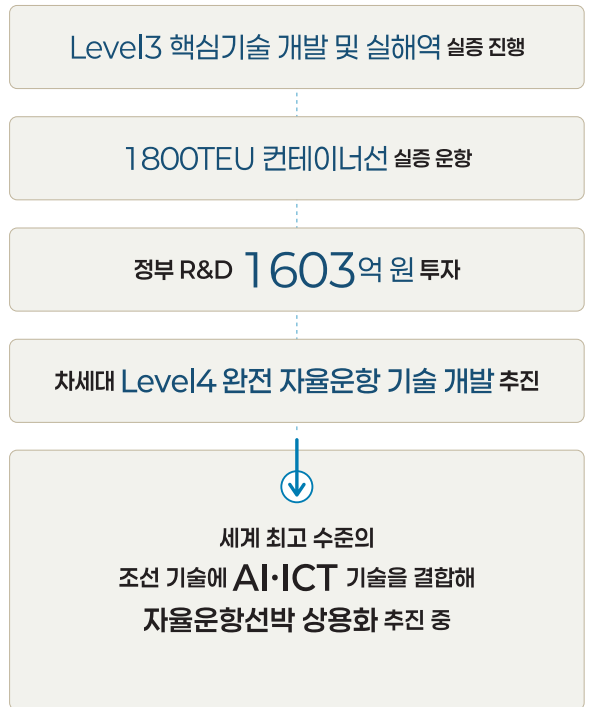 Level3 핵심기술 개발 및 실해역 실증 진행
1800TEU 컨테이너선 실증 운항
정부 R&D 1603억 원 투자
차세대 Level4 완전 자율운항 기술 개발 추진
세계 최고 수준의
조선 기술에 AI·ICT 기술을 결합해
자율운항선박 상용화 추진 중